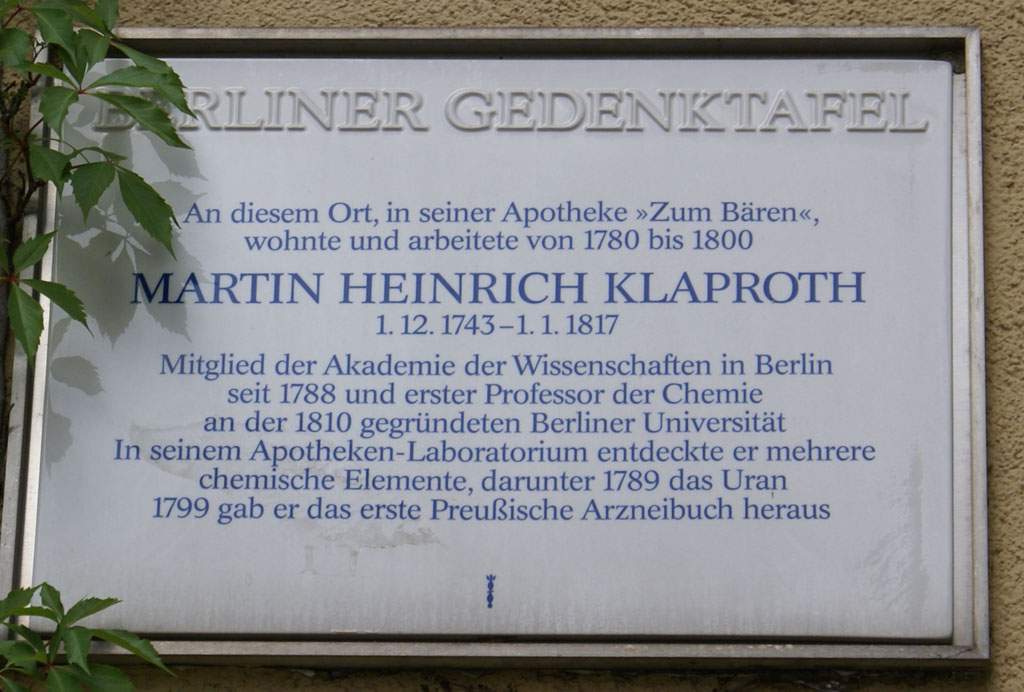 BERLINER GEDENKTAFEL
An diesem Ort, in seiner Apotheke »Zum Bären«,
wohnte und arbeitete von 1780 bis 1800
MARTIN HEINRICH KLAPROTH
1. 12. 1743 – 1. 1. 1817
Mitglied der Akademie der Wissenschaften in Berlin
seit 1788 und erster Professor der Chemie
an der 1810 gegründeten Berliner Universität
In seinem Apotheken-Laboratorium entdeckte er mehrere
chemische Elemente, darunter 1789 das Uran
1799 gab er das erste Preußische Arzneibuch heraus